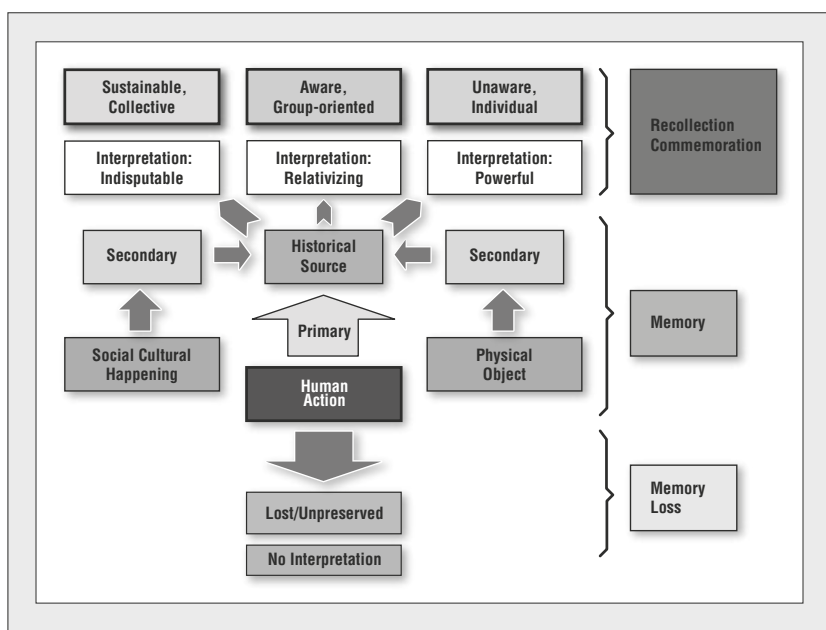 Sustainable,
Collective
Aware,
Group-oriented
Unaware,
Individual
Recollection
Commemoration
Interpretation:
Indisputable
Interpretation:
Relativizing
Interpretation:
Powerful
Secondary
Historical
Source
Secondary
Memory
Primary
Social Cultural
Happening
Physical
Object
Human
Action
Lost/Unpreserved
Memory
Loss
No Interpretation